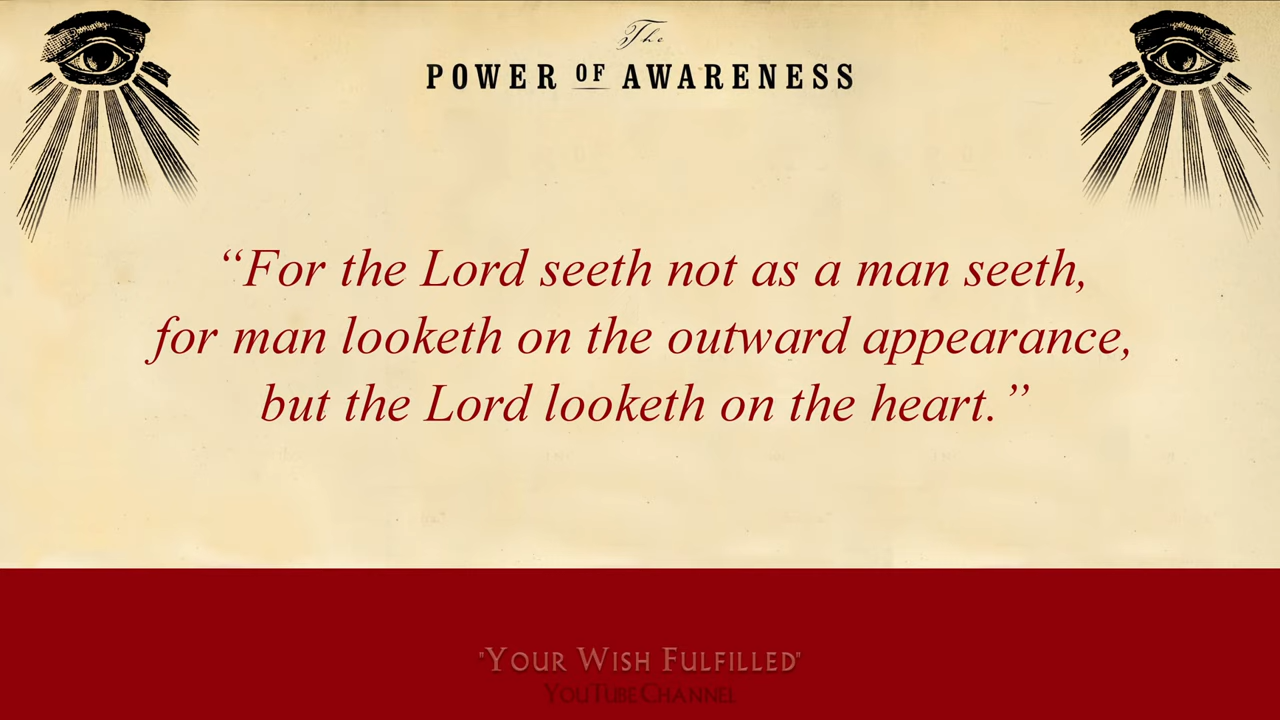 The
POWER OF AWARENESS
“For the Lord seeth not as a man seeth,
for man looketh on the outward appearance,
but the Lord looketh on the heart.”
"YOUR WISH FULFILLED"
YOUTUBE CHANNEL